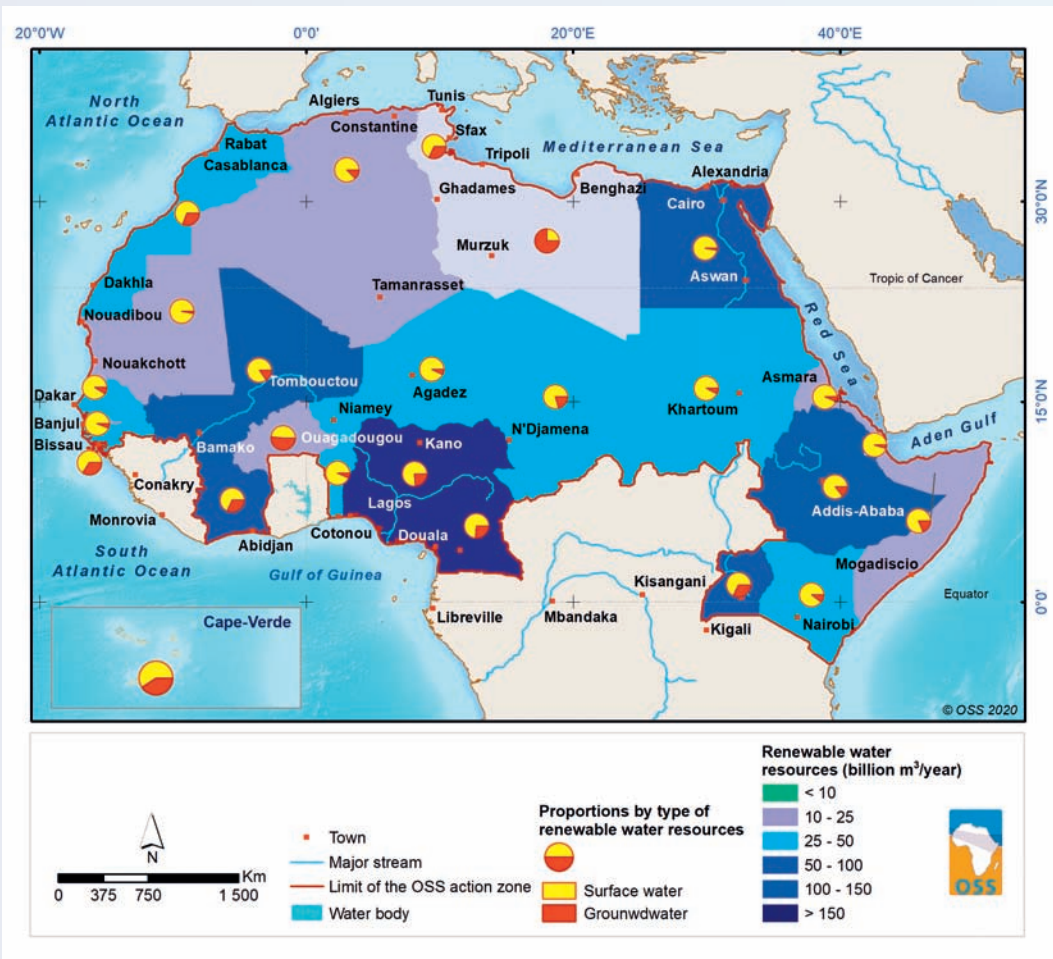 20°0'W
0°0'
20°0'E
40°0'E
North
Atlantic Ocean
Algiers
Tunis
Constantine
Sfax
Rabat
Casablanca
Tripoli
Mediterranean Sea
Alexandria
Ghadames
Benghazi
Cairo
30°0'N
Murzuk
Aswan
Dakhla
Tamanrasset
Tropic of Cancer
Nouadibou
Red Sea
Nouakchott
Asmara
Dakar
Tombouctou
Agadez
Khartoum
15°0'N
Banjul
Niamey
N'Djamena
Aden Gulf
Bissau
Bamako
Ouagadougou
Kano
Conakry
Lagos
Addis-Ababa
Monrovia
Abidjan
Cotonou
Douala
South
Atlantic Ocean
Gulf of Guinea
Kisangani
Mogadiscio
Equator
0°0'
Libreville
Mbandaka
Kigali
Nairobi
Cape-Verde
© OSS 2020
N
Km
0 375 750 1 500
Town
Major stream
Limit of the OSS action zone
Water body
Proportions by type of
renewable water resources
Surface water
Grounwdwater
Renewable water
resources (billion m³/year)
< 10
10 - 25
25 - 50
50 - 100
100 - 150
> 150
OSS